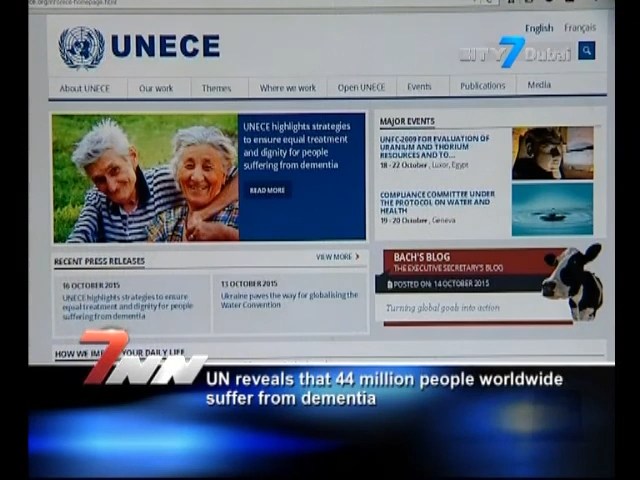 UNECE
English Français
CITY 7 Dubai
About UNECE Our work Themes Where we work Open UNECE Events Publications Media
UNECE highlights strategies
to ensure equal treatment
and dignity for people
suffering from dementia
READ MORE
MAJOR EVENTS
UNFC-2009 FOR EVALUATION OF
URANIUM AND THORIUM
RESOURCES AND TO...
18 - 22 October , Luxor, Egypt
COMPLIANCE COMMITTEE UNDER
THE PROTOCOL ON WATER AND
HEALTH
19 - 20 October , Geneva
RECENT PRESS RELEASES VIEW MORE
16 OCTOBER 2015
UNECE highlights strategies to ensure
equal treatment and dignity for people
suffering from dementia
13 OCTOBER 2015
Ukraine paves the way for globalising the
Water Convention
BACH'S BLOG
THE EXECUTIVE SECRETARY'S BLOG
POSTED ON: 14 OCTOBER 2015
Turning global goals into action
YOUR DAILY LIFE
7NN
UN reveals that 44 million people worldwide
suffer from dementia